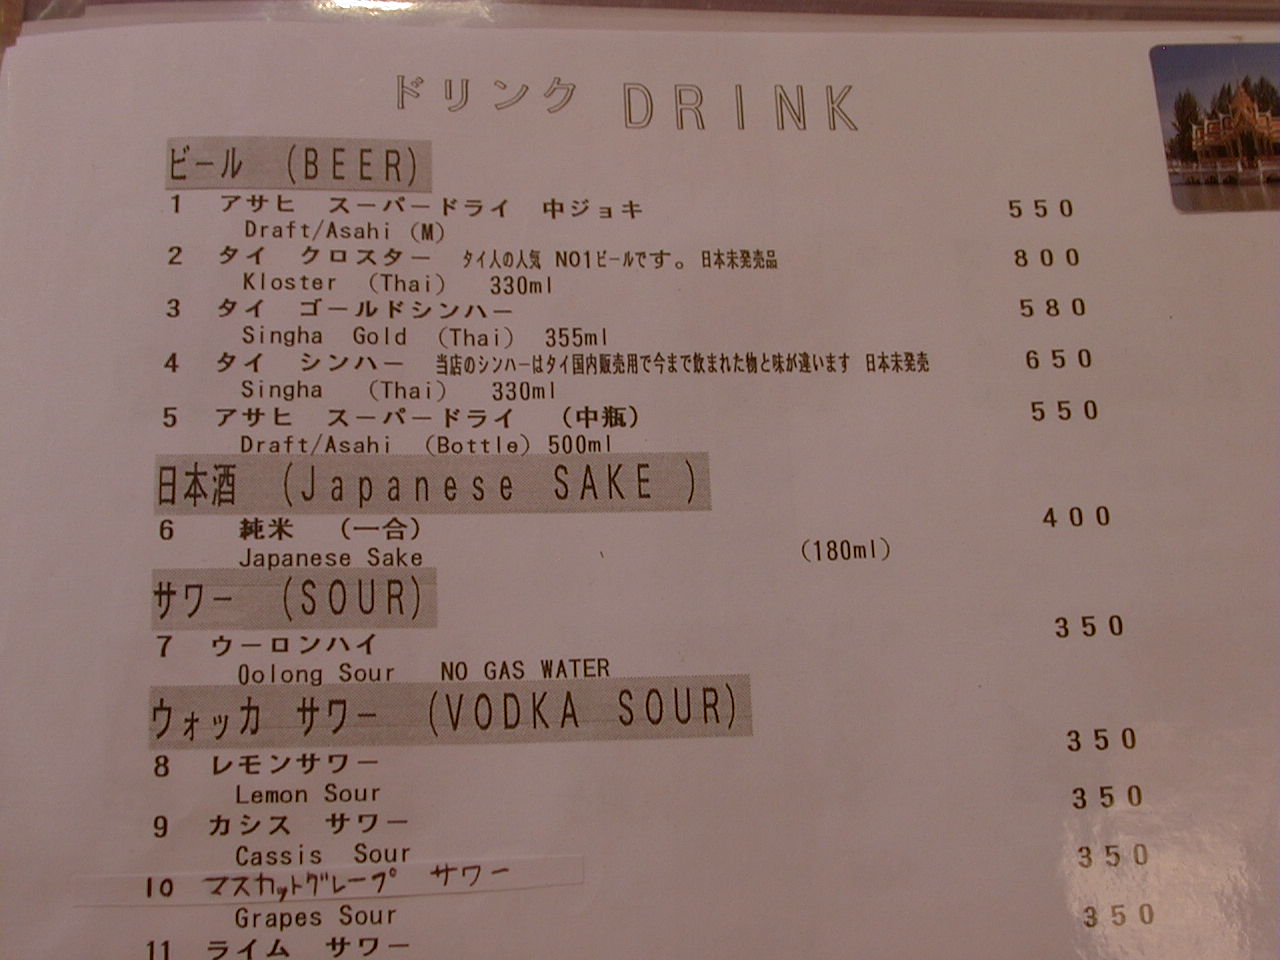 ドリンク DRINK
ビール (BEER)
1 アサヒ スーパードライ 中ジョキ 550
Draft/Asahi (M)
2 タイ クロスター タイ人の人気 NO1ビールです。 日本未発売品 800
Kloster (Thai) 330ml
3 タイ ゴールドシンハー 580
Singha Gold (Thai) 355ml
4 タイ シンハー 当店のシンハーはタイ国内販売用で今まで飲まれた物と味が違います 日本未発売 650
Singha (Thai) 330ml
5 アサヒ スーパードライ (中瓶) 550
Draft/Asahi (Bottle) 500ml
日本酒 (Japanese SAKE )
6 純米 (一合) 400
Japanese Sake (180ml)
サワー (SOUR)
7 ウーロンハイ 350
Oolong Sour NO GAS WATER
ウォッカ サワー (VODKA SOUR)
8 レモンサワー 350
Lemon Sour
9 カシス サワー 350
Cassis Sour
10 マスカットグレープ サワー 350
Grapes Sour
11 ライム サワー 350